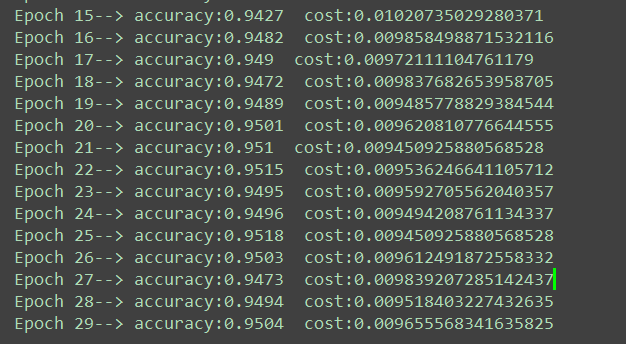 Epoch 15--> accuracy:0.9427  cost:0.01020735029280371
Epoch 16--> accuracy:0.9482  cost:0.009858498871532116
Epoch 17--> accuracy:0.949  cost:0.00972111104761179
Epoch 18--> accuracy:0.9472  cost:0.009837682653958705
Epoch 19--> accuracy:0.9489  cost:0.009485778829384544
Epoch 20--> accuracy:0.9501  cost:0.009620810776644555
Epoch 21--> accuracy:0.951  cost:0.009450925880568528
Epoch 22--> accuracy:0.9515  cost:0.009536246641105712
Epoch 23--> accuracy:0.9495  cost:0.009592705562040357
Epoch 24--> accuracy:0.9496  cost:0.009494208761134337
Epoch 25--> accuracy:0.9518  cost:0.009450925880568528
Epoch 26--> accuracy:0.9503  cost:0.009612491872558332
Epoch 27--> accuracy:0.9473  cost:0.009839207285142437
Epoch 28--> accuracy:0.9494  cost:0.009518403227432635
Epoch 29--> accuracy:0.9504  cost:0.009655568341635825